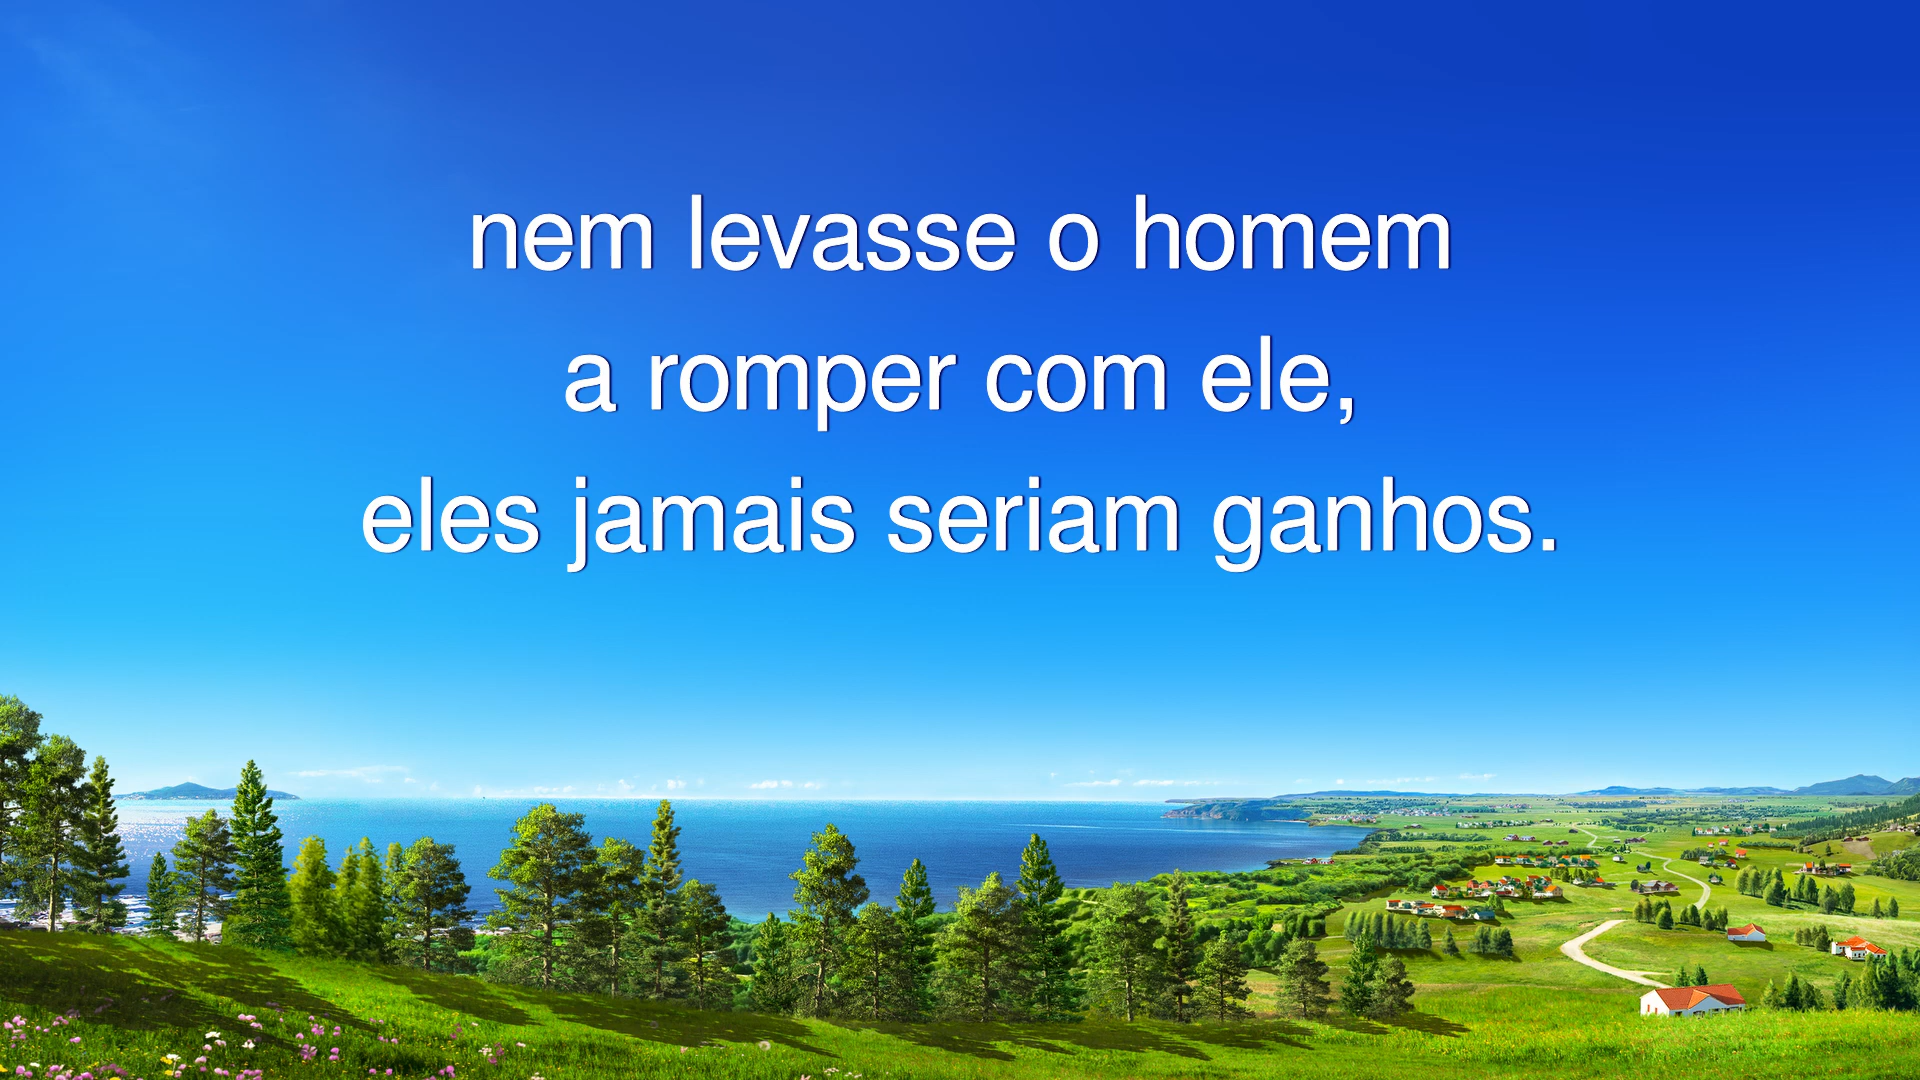 nem levasse o homem
a romper com ele,
eles jamais seriam ganhos.